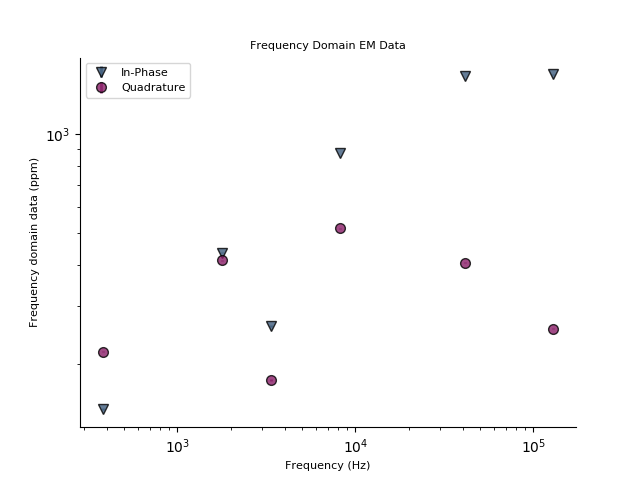 Frequency Domain EM Data
In-Phase
Quadrature
Frequency domain data (ppm)
10³
10³
10⁴
10⁵
Frequency (Hz)